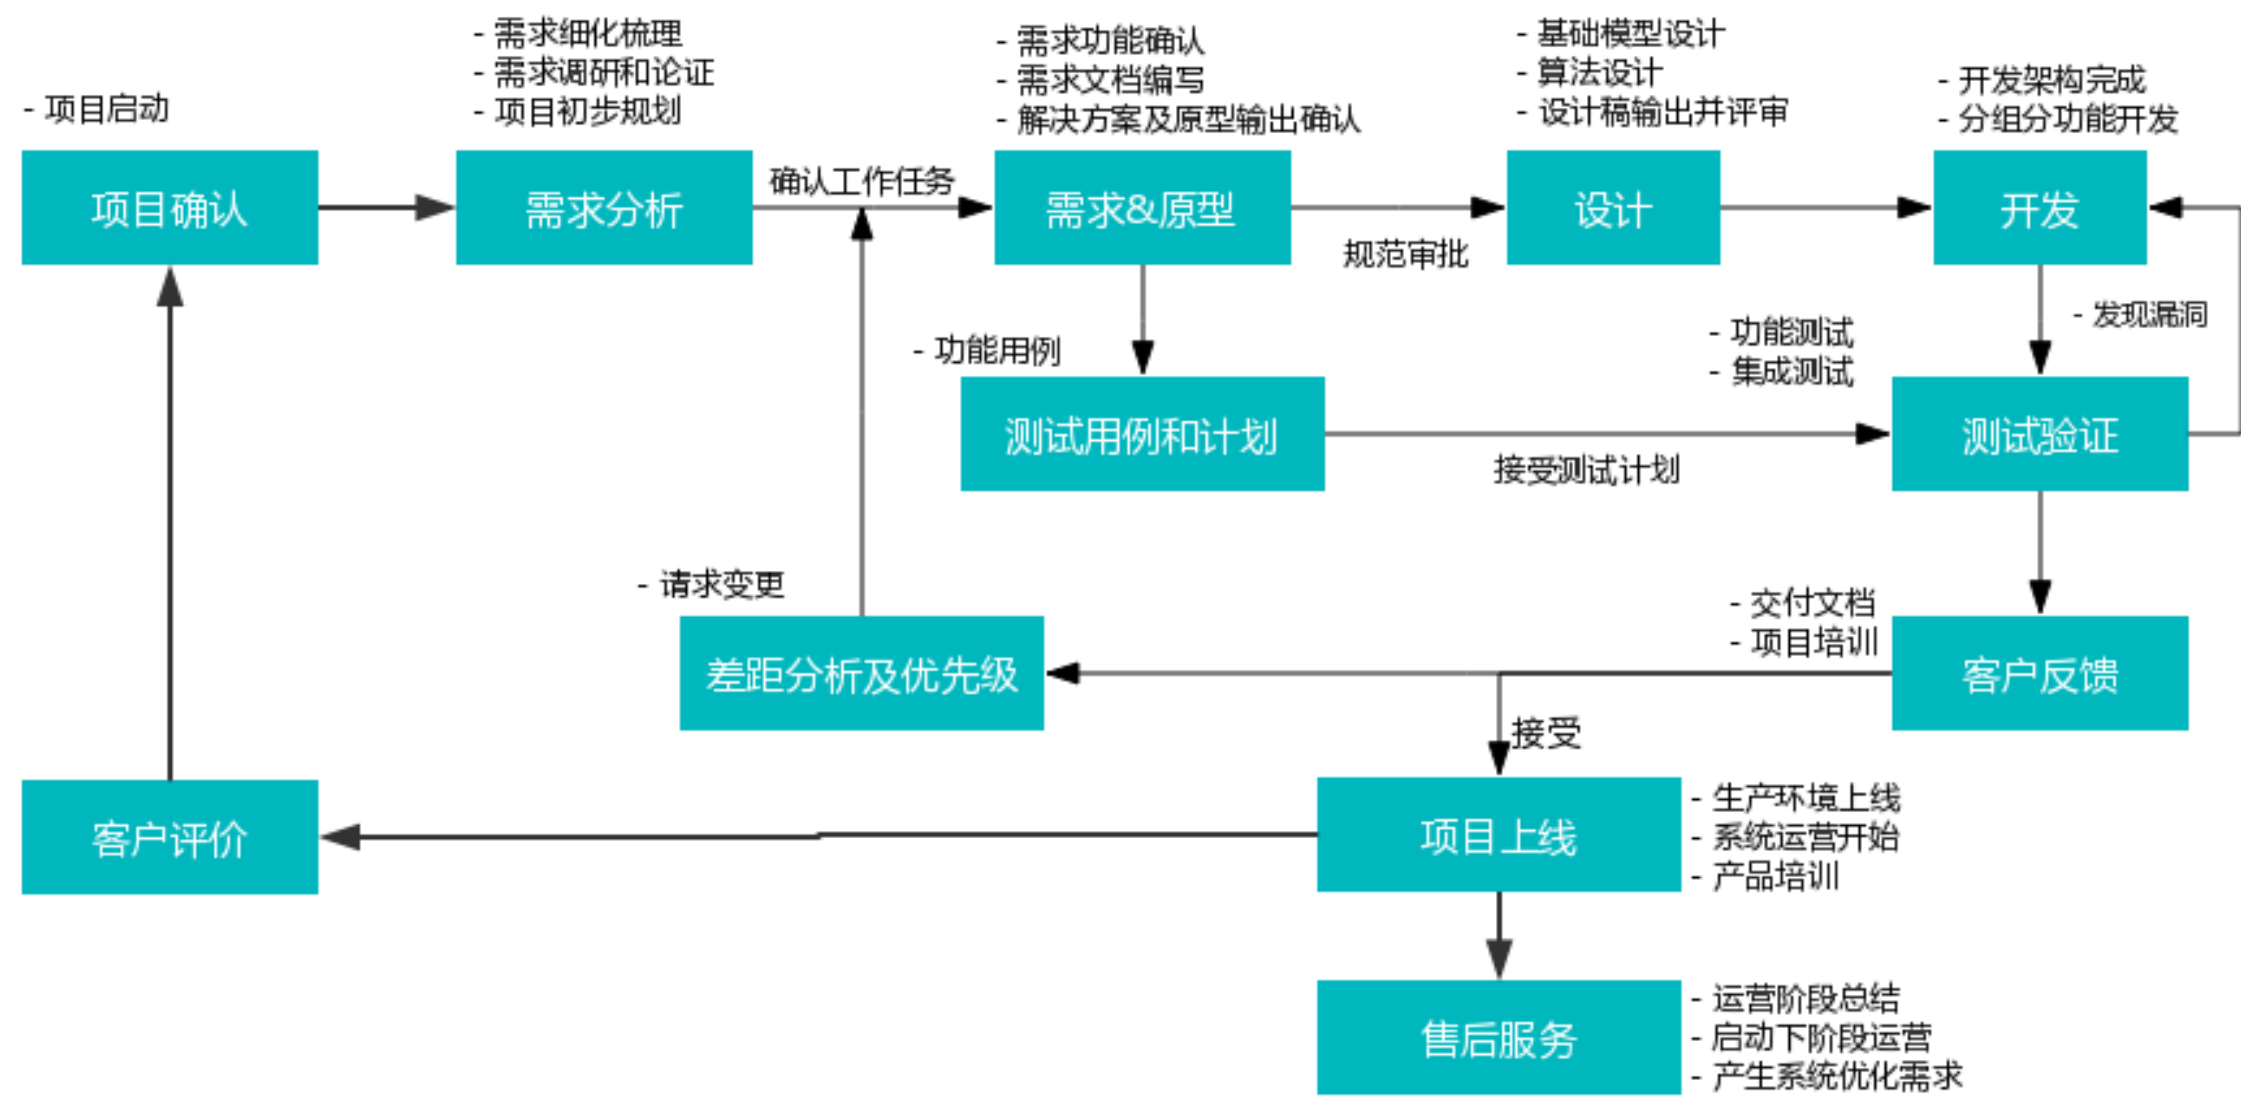 - 项目启动
- 需求细化梳理
- 需求调研和论证
- 项目初步规划
- 需求功能确认
- 需求文档编写
- 解决方案及原型输出确认
- 基础模型设计
- 算法设计
- 设计稿输出并评审
- 开发架构完成
- 分组分功能开发
项目确认
需求分析
确认工作任务
需求&原型
规范审批
设计
开发
- 发现漏洞
- 功能用例
- 功能测试
- 集成测试
测试用例和计划
接受测试计划
测试验证
- 请求变更
- 交付文档
- 项目培训
差距分析及优先级
客户反馈
接受
客户评价
项目上线
- 生产环境上线
- 系统运营开始
- 产品培训
售后服务
- 运营阶段总结
- 启动下阶段运营
- 产生系统优化需求